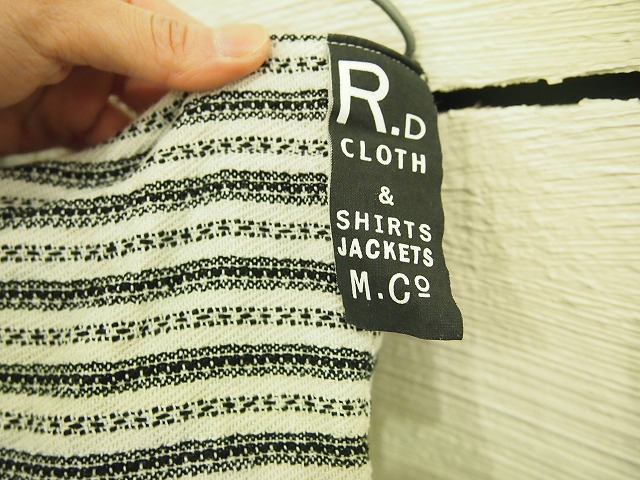 R.D
CLOTH
&
SHIRTS
JACKETS
M.Cº